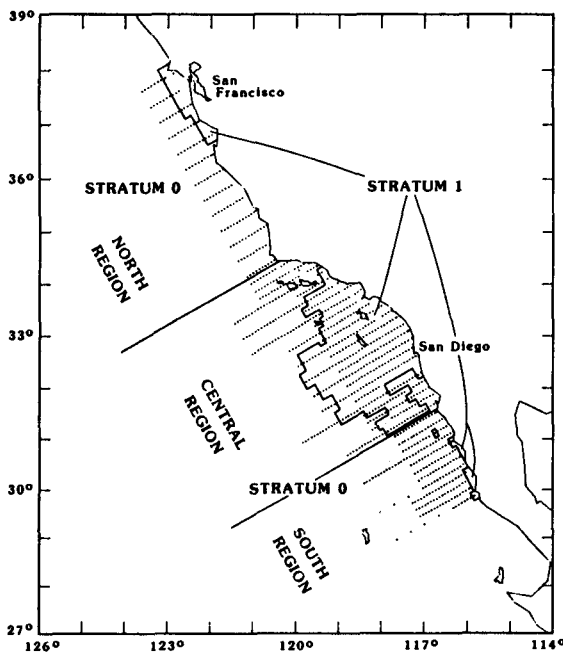 39°
San
Francisco
36°
STRATUM 0
STRATUM 1
NORTH
REGION
33°
San Diego
CENTRAL
REGION
STRATUM 0
30°
SOUTH
REGION
27°
126° 123° 120° 117° 114°